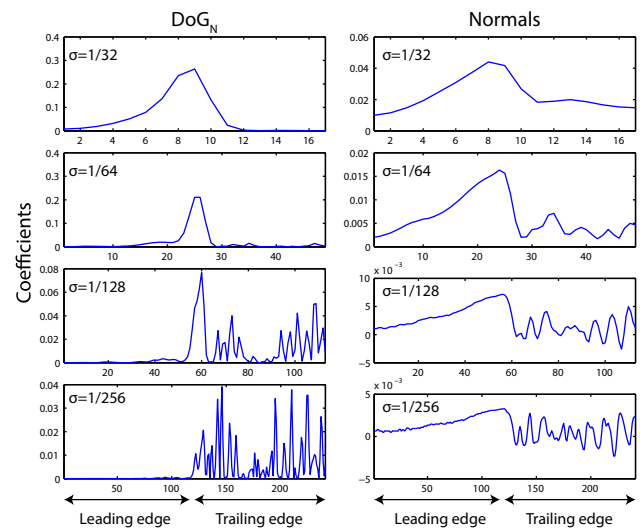 DoG_N
Normals
Coefficients
σ=1/32
0.4
0.3
0.2
0.1
0
2 4 6 8 10 12 14 16
σ=1/32
0.06
0.04
0.02
0
2 4 6 8 10 12 14 16
σ=1/64
0.4
0.3
0.2
0.1
0
10 20 30 40
σ=1/64
0.015
0.01
0.005
0
10 20 30 40
σ=1/128
0.08
0.06
0.04
0.02
0
20 40 60 80 100
x 10⁻³
σ=1/128
10
5
0
−5
20 40 60 80 100
σ=1/256
0.04
0.03
0.02
0.01
0
50 100 150 200
x 10⁻³
σ=1/256
5
0
−5
50 100 150 200
Leading edge Trailing edge
Leading edge Trailing edge